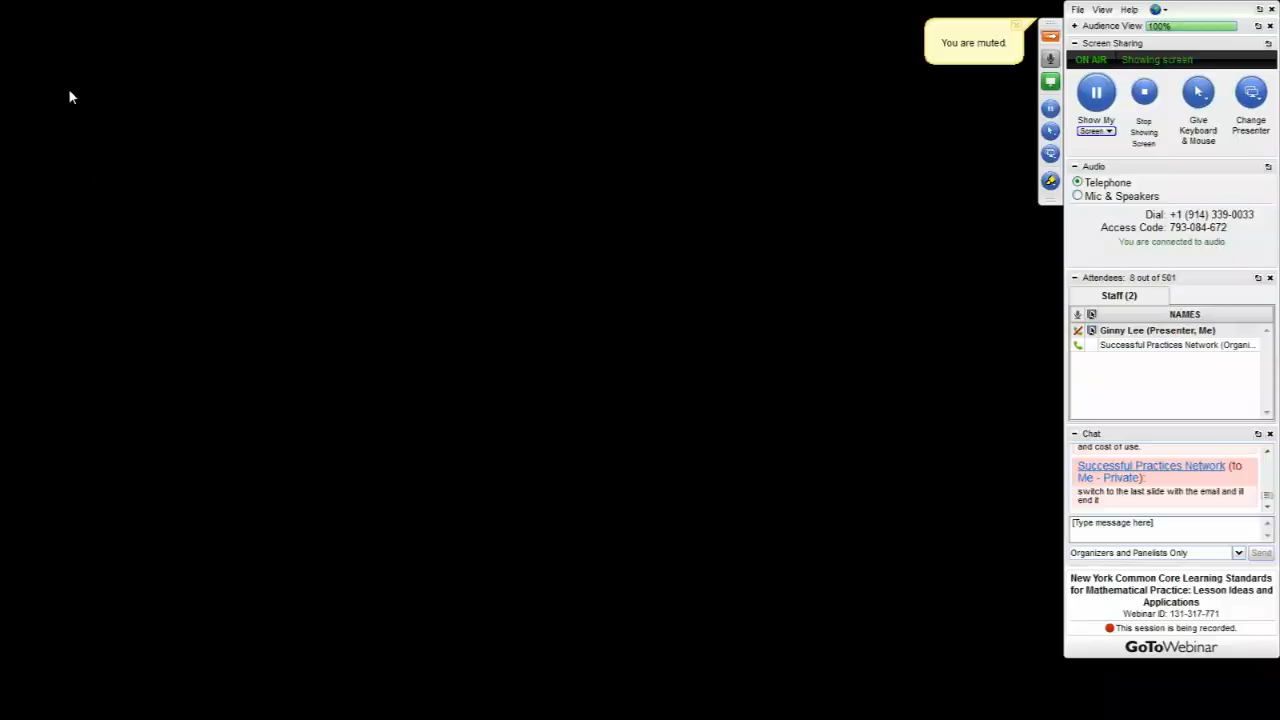 File View Help
Audience View 100%
You are muted.
Screen Sharing
ON AIR Showing screen
Show My
Screen
Stop
Showing
Screen
Give
Keyboard
& Mouse
Change
Presenter
Audio
Telephone
Mic & Speakers
Dial: +1 (914) 339-0033
Access Code: 793-084-672
You are connected to audio
Attendees: 8 out of 501
Staff (2)
NAMES
Ginny Lee (Presenter, Me)
Successful Practices Network (Organi...
Chat
and cost of use.
Successful Practices Network (to
Me - Private):
switch to the last slide with the email and ill
end it
[Type message here]
Organizers and Panelists Only
Send
New York Common Core Learning Standards
for Mathematical Practice: Lesson Ideas and
Applications
Webinar ID: 131-317-771
This session is being recorded.
GoToWebinar